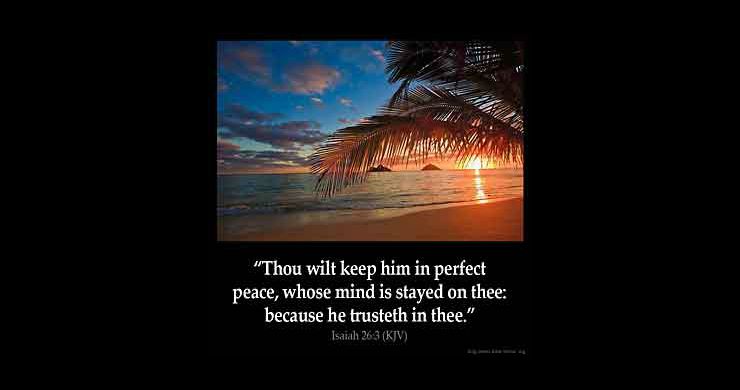 “Thou wilt keep him in perfect
peace, whose mind is stayed on thee:
because he trusteth in thee.”
Isaiah 26:3 (KJV)